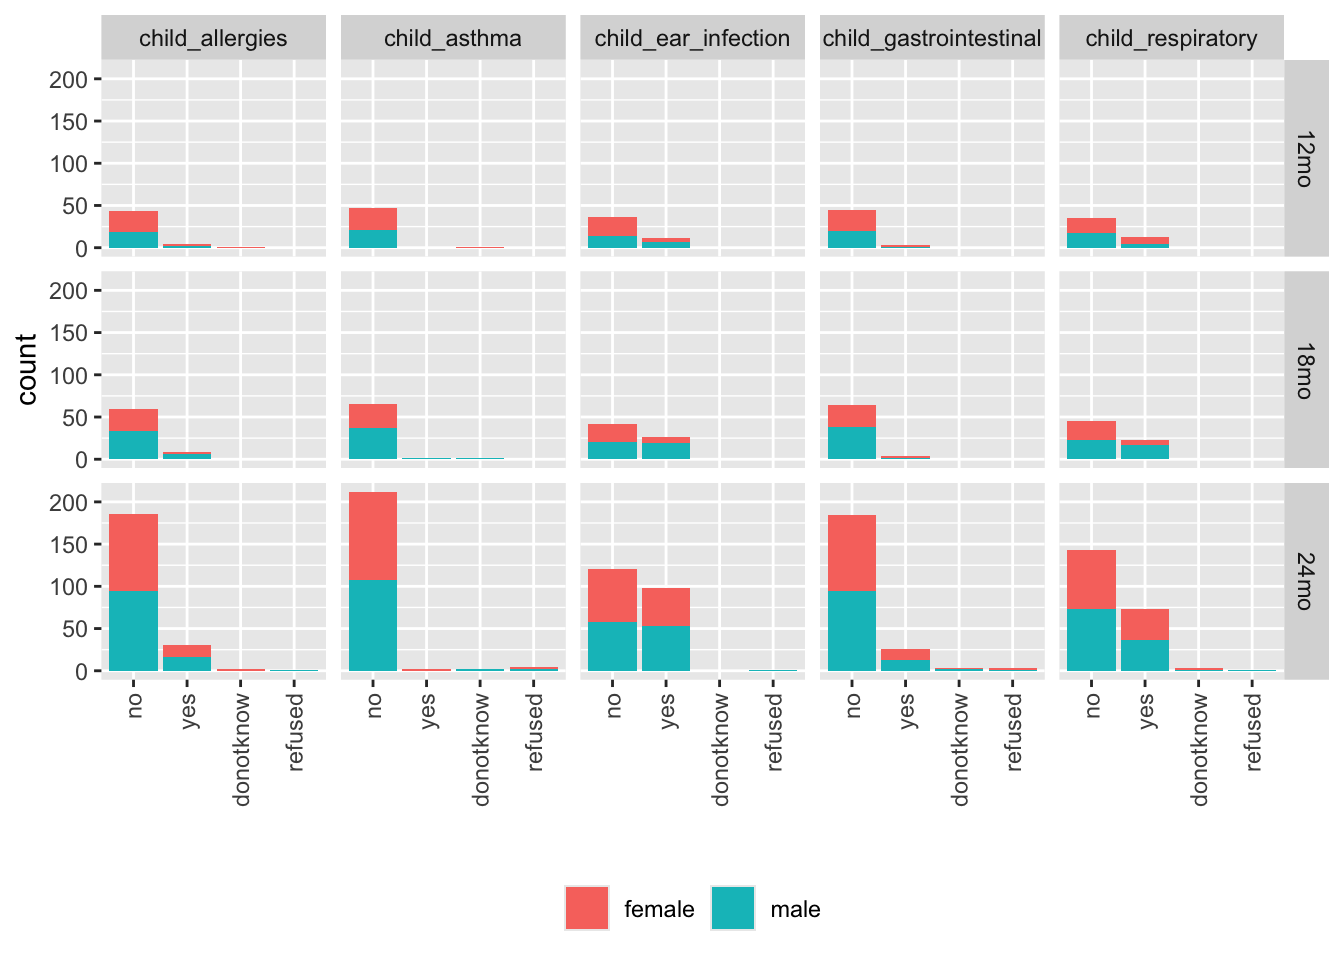 child_allergies child_asthma child_ear_infection child_gastrointestinal child_respiratory
200
150
100
50
0
12mo
200
150
100
50
0
18mo
count
200
150
100
50
0
24mo
no yes donotknow refused no yes donotknow refused no yes donotknow refused no yes donotknow refused no yes donotknow refused
female male